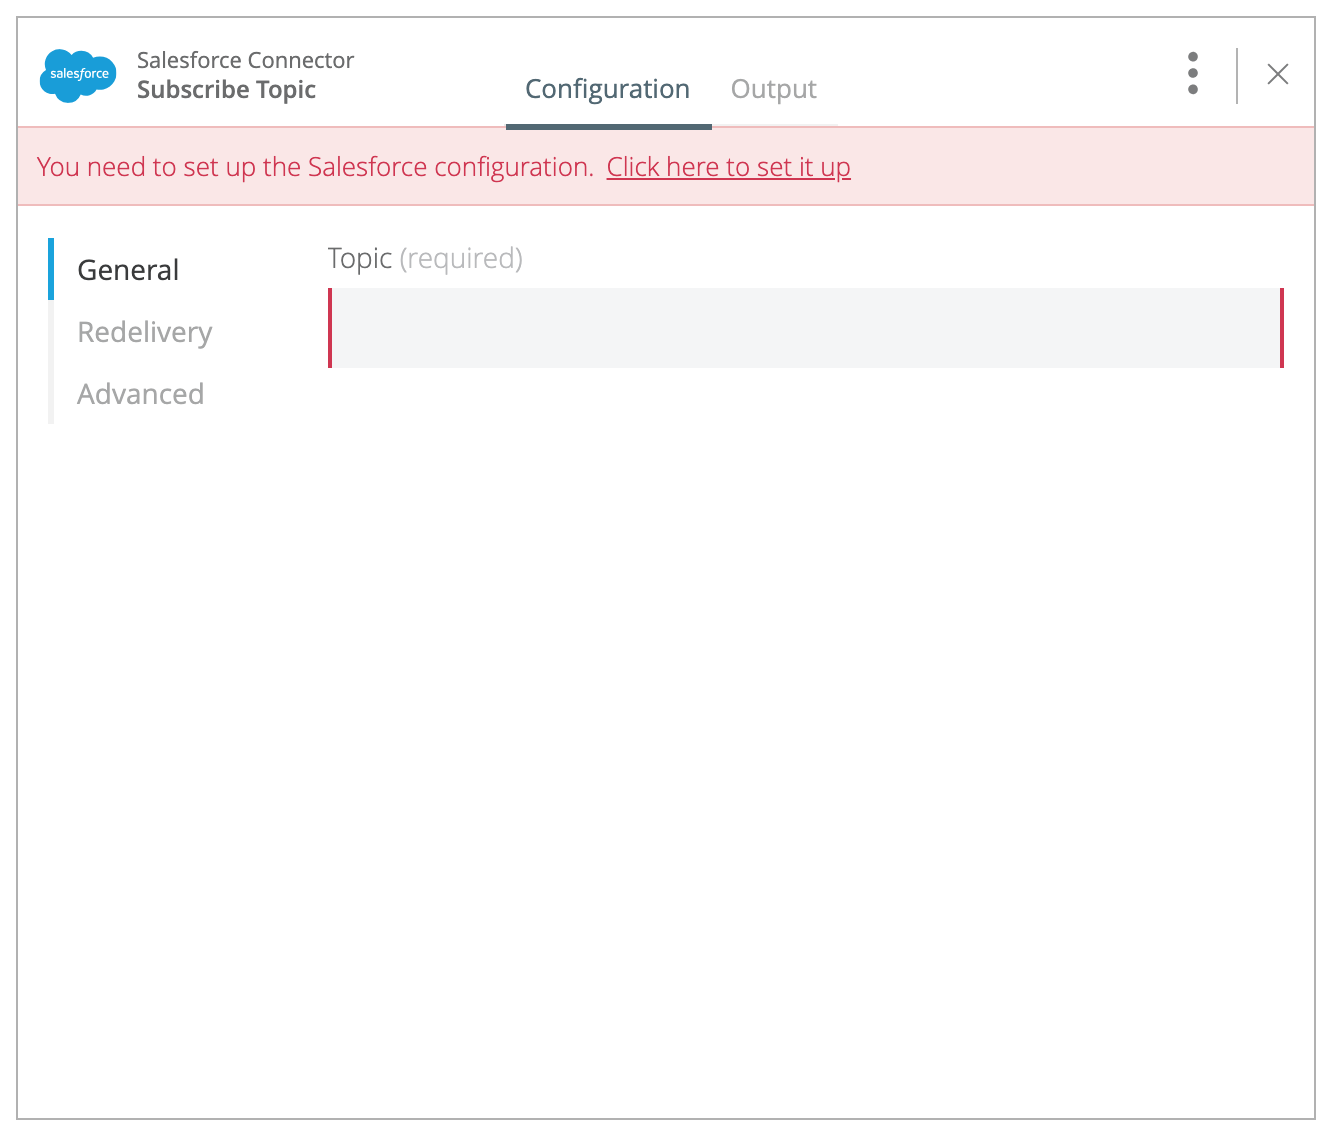 salesforce
Salesforce Connector
Subscribe Topic
Configuration
Output
You need to set up the Salesforce configuration. Click here to set it up
General
Redelivery
Advanced
Topic (required)